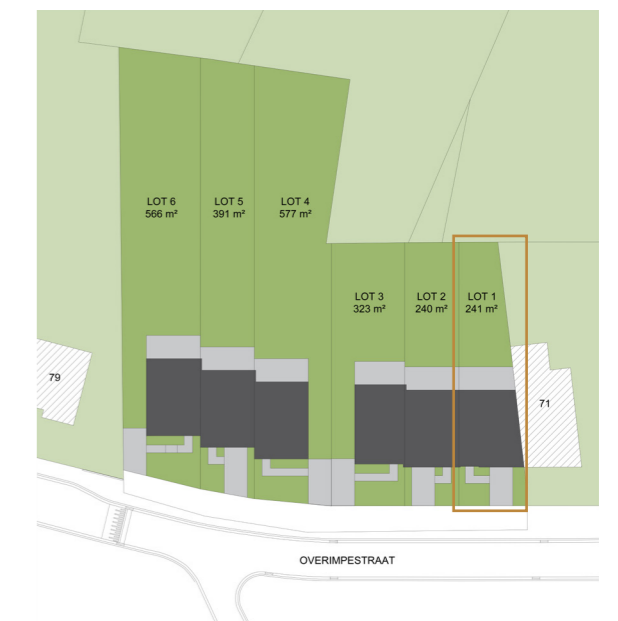 LOT 6
566 m²
LOT 5
391 m²
LOT 4
577 m²
LOT 3
323 m²
LOT 2
240 m²
LOT 1
241 m²
79
71
OVERIMPESTRAAT